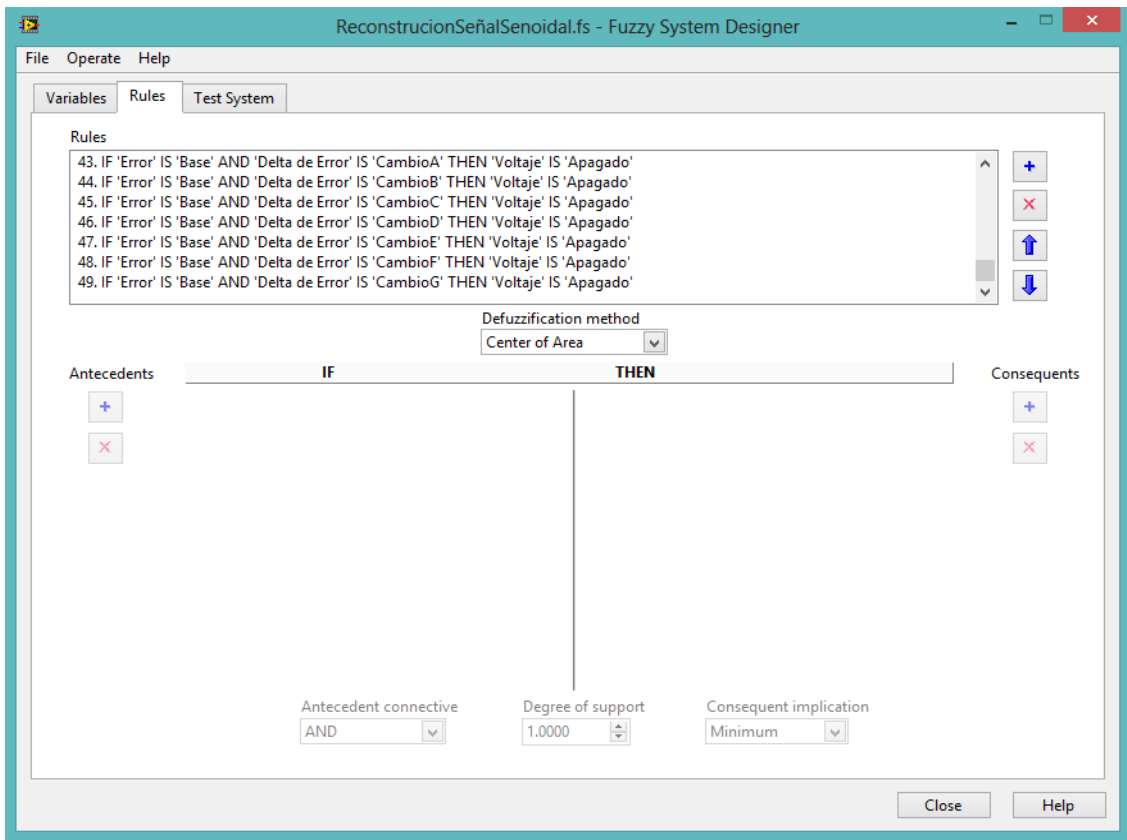 ReconstrucionSeñalSenoidal.fs - Fuzzy System Designer
File Operate Help
Variables Rules Test System
Rules
43. IF 'Error' IS 'Base' AND 'Delta de Error' IS 'CambioA' THEN 'Voltaje' IS 'Apagado'
44. IF 'Error' IS 'Base' AND 'Delta de Error' IS 'CambioB' THEN 'Voltaje' IS 'Apagado'
45. IF 'Error' IS 'Base' AND 'Delta de Error' IS 'CambioC' THEN 'Voltaje' IS 'Apagado'
46. IF 'Error' IS 'Base' AND 'Delta de Error' IS 'CambioD' THEN 'Voltaje' IS 'Apagado'
47. IF 'Error' IS 'Base' AND 'Delta de Error' IS 'CambioE' THEN 'Voltaje' IS 'Apagado'
48. IF 'Error' IS 'Base' AND 'Delta de Error' IS 'CambioF' THEN 'Voltaje' IS 'Apagado'
49. IF 'Error' IS 'Base' AND 'Delta de Error' IS 'CambioG' THEN 'Voltaje' IS 'Apagado'
Defuzzification method
Center of Area
Antecedents IF THEN Consequents
Antecedent connective Degree of support Consequent implication
AND 1.0000 Minimum
Close Help